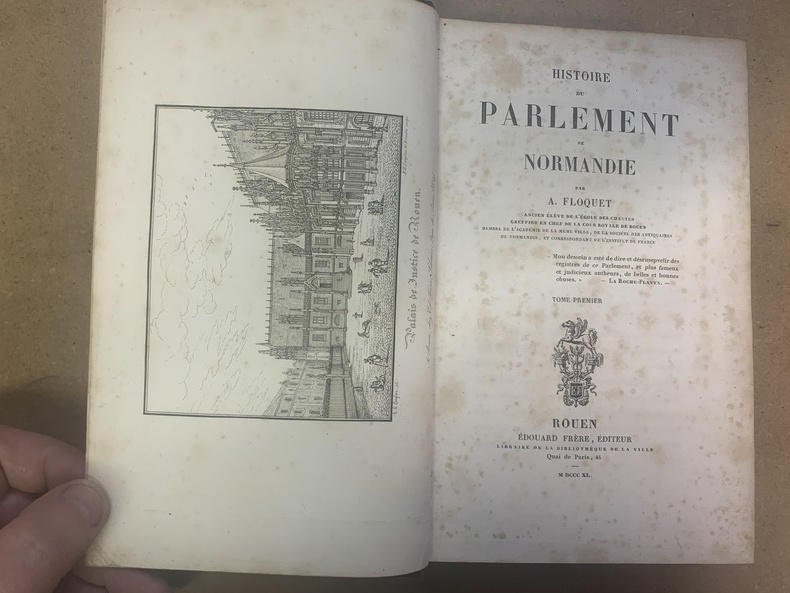 Palais de Justice de Rouen.
HISTOIRE
DU
PARLEMENT
DE
NORMANDIE
PAR
A. FLOQUET
ANCIEN ÉLÈVE DE L'ÉCOLE DES CHARTES
GREFFIER EN CHEF DE LA COUR ROYALE DE ROUEN
MEMBRE DE L'ACADÉMIE DE LA MÊME VILLE, DE LA SOCIÉTÉ DES ANTIQUAIRES
DE NORMANDIE, ET CORRESPONDANT DE L'INSTITUT DE FRANCE
Mon dessein a esté de dire et désensepvelir des
registrés de ce Parlement, et plus fameux
et judicieux autheurs, de belles et bonnes
choses. » — LA ROCHE-FLAVEN. —
TOME PREMIER
ROUEN
ÉDOUARD FRÈRE, ÉDITEUR
LIBRAIRE DE LA BIBLIOTHÈQUE DE LA VILLE
Quai de Paris, 45
M DCCC XL.